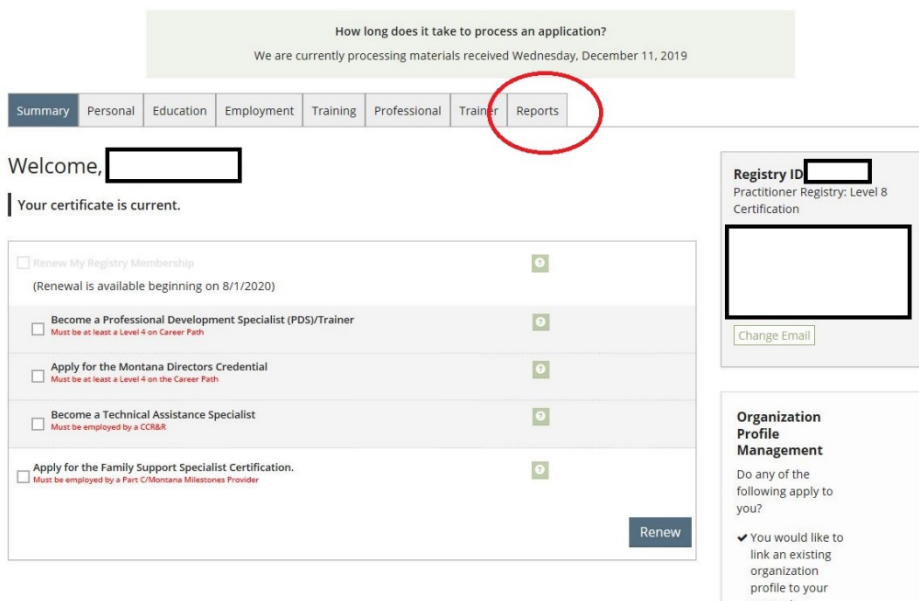 How long does it take to process an application?
We are currently processing materials received Wednesday, December 11, 2019
Summary Personal Education Employment Training Professional Trainer Reports
Welcome,
Your certificate is current.
Renew My Registry Membership
(Renewal is available beginning on 8/1/2020)
Become a Professional Development Specialist (PDS)/Trainer
Must be at least a Level 4 on Career Path
Apply for the Montana Directors Credential
Must be at least a Level 4 on the Career Path
Become a Technical Assistance Specialist
Must be employed by a CCR&R
Apply for the Family Support Specialist Certification.
Must be employed by a Part C/Montana Milestones Provider
Renew
Registry ID
Practitioner Registry: Level 8
Certification
Change Email
Organization
Profile
Management
Do any of the
following apply to
you?
You would like to
link an existing
organization
profile to your